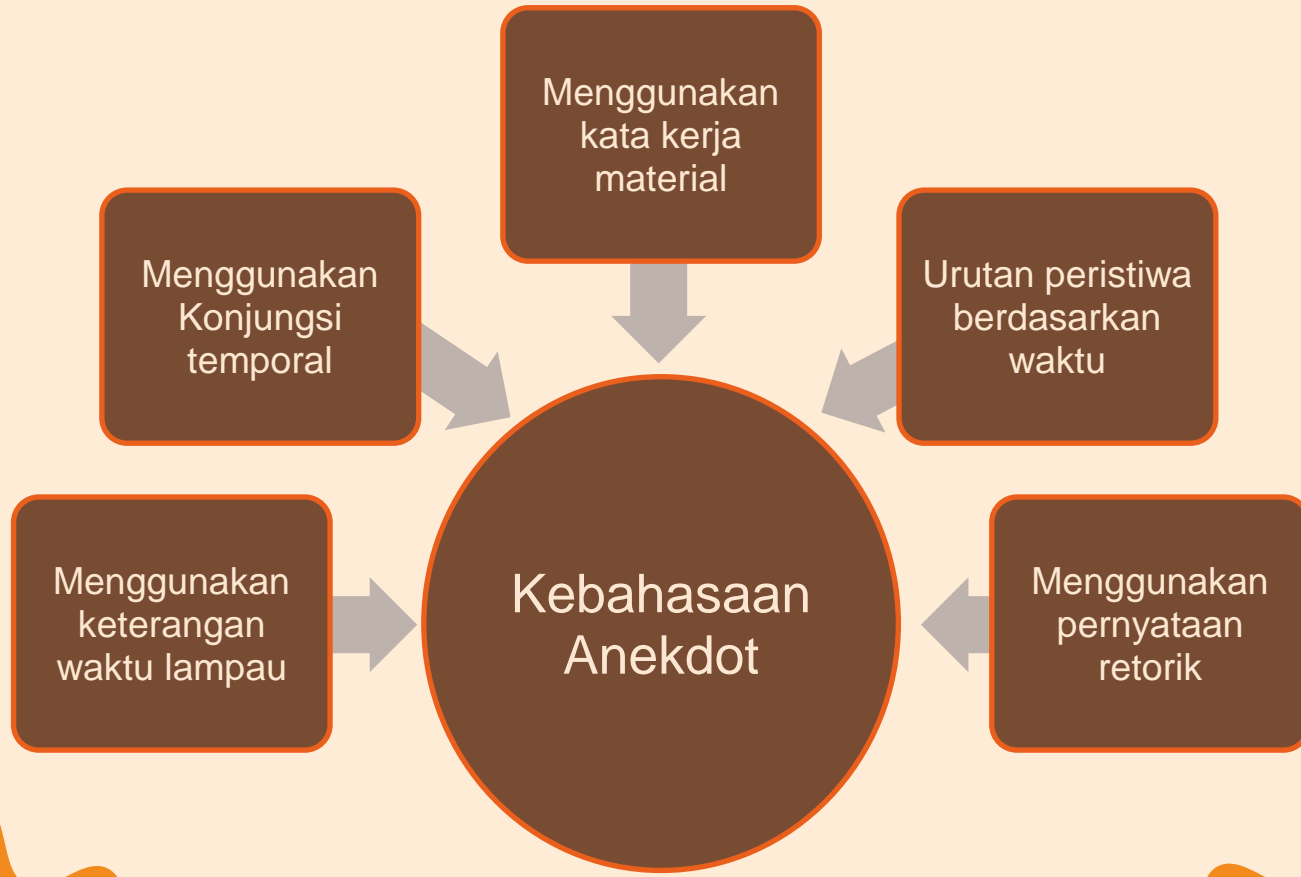 Menggunakan
kata kerja
material
Menggunakan
Konjungsi
temporal
Urutan peristiwa
berdasarkan
waktu
Menggunakan
keterangan
waktu lampau
Kebahasaan
Anekdot
Menggunakan
pernyataan
retorik